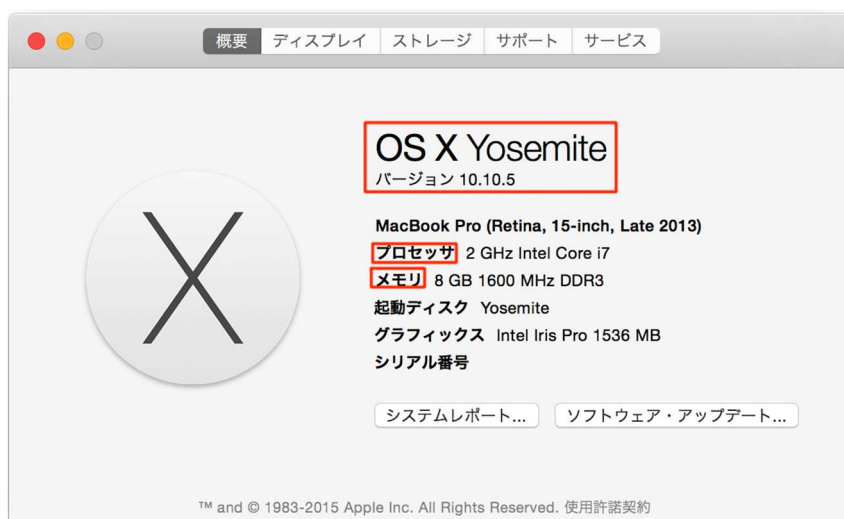 概要 ディスプレイ ストレージ サポート サービス
OS X Yosemite
バージョン 10.10.5
MacBook Pro (Retina, 15-inch, Late 2013)
プロセッサ 2 GHz Intel Core i7
メモリ 8 GB 1600 MHz DDR3
起動ディスク Yosemite
グラフィックス Intel Iris Pro 1536 MB
シリアル番号
システムレポート... ソフトウェア・アップデート...
™ and © 1983-2015 Apple Inc. All Rights Reserved. 使用許諾契約